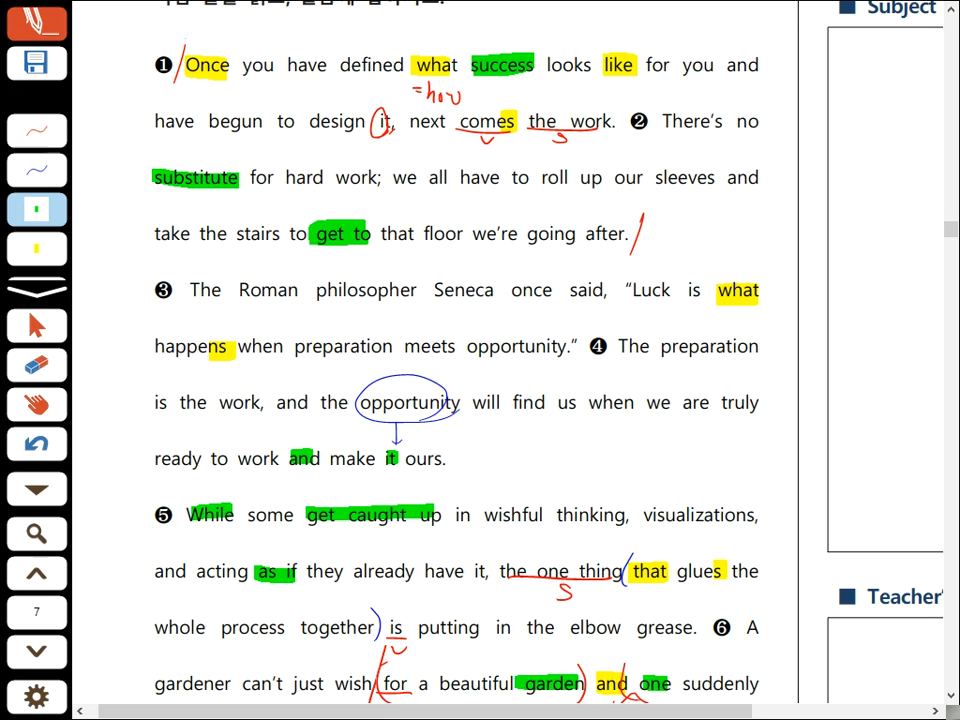 ❶ Once you have defined what success looks like for you and
=how
have begun to design it, next comes the work. ❷ There's no
v s
substitute for hard work; we all have to roll up our sleeves and
take the stairs to get to that floor we're going after.
❸ The Roman philosopher Seneca once said, "Luck is what
happens when preparation meets opportunity." ❹ The preparation
is the work, and the opportunity will find us when we are truly
ready to work and make it ours.
❺ While some get caught up in wishful thinking, visualizations,
and acting as if they already have it, the one thing that glues the
s
whole process together is putting in the elbow grease. ❻ A
v
gardener can't just wish for a beautiful garden and one suddenly
Subject
Teacher'
7